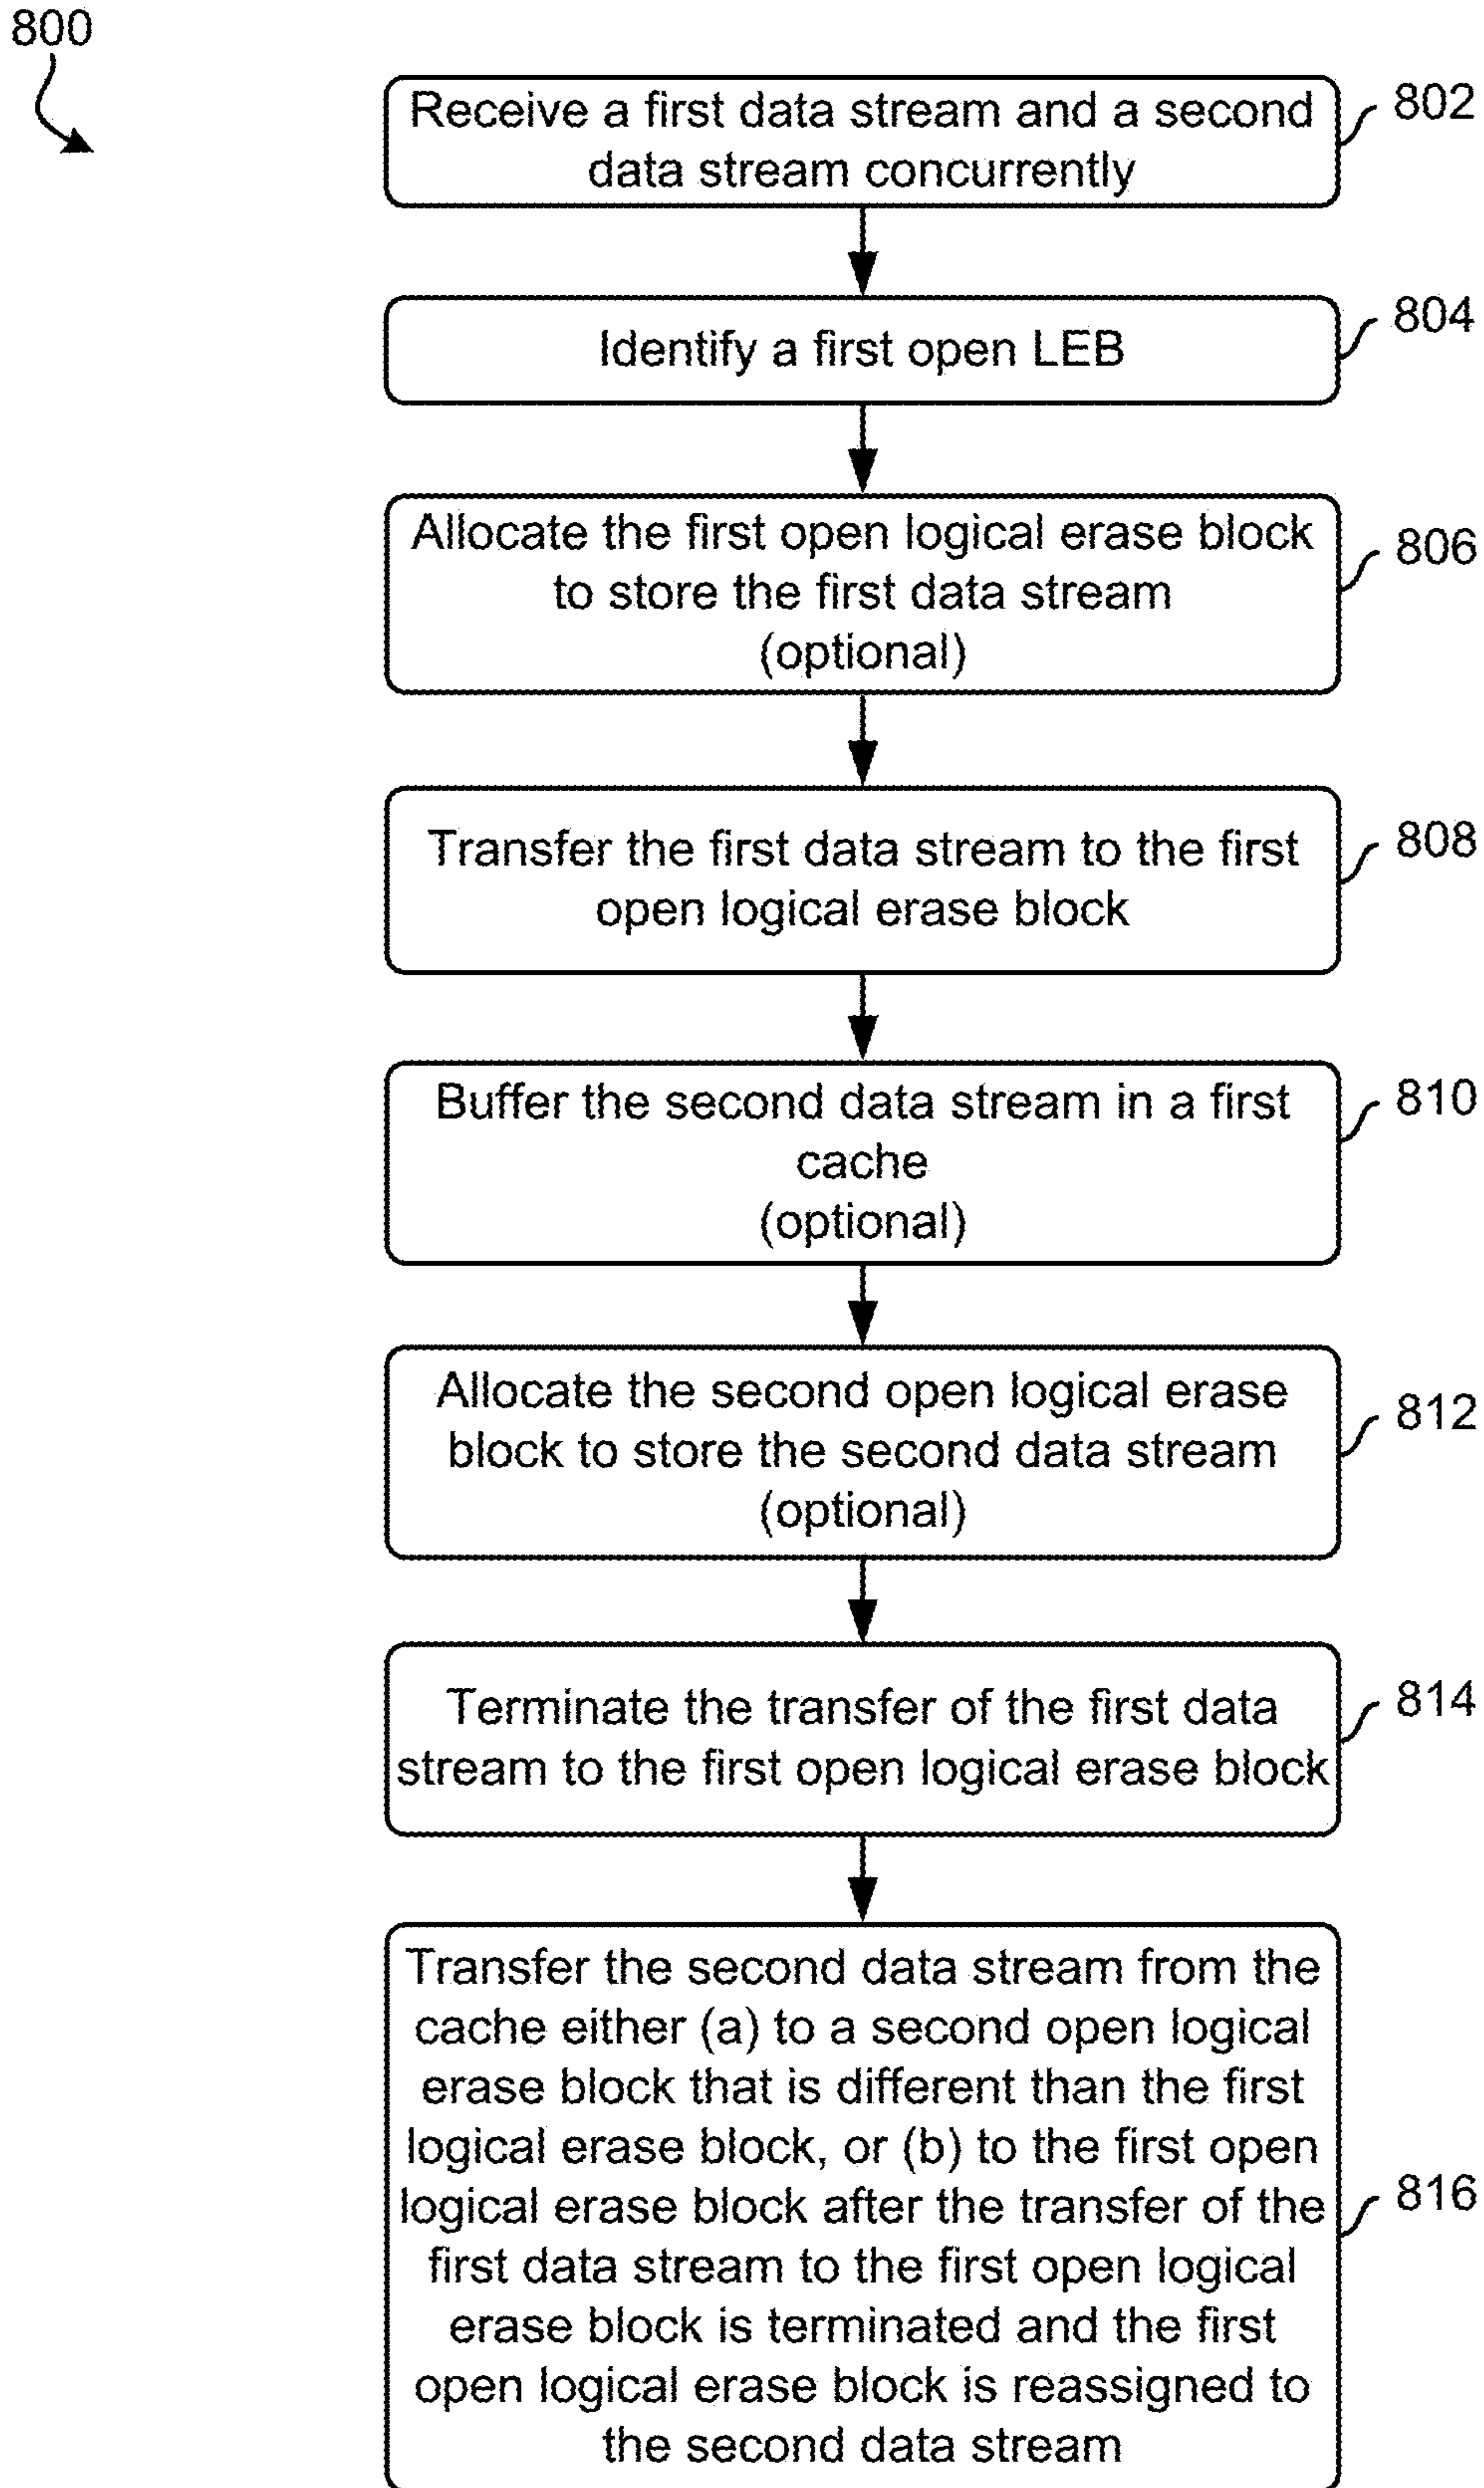 800
Receive a first data stream and a second
data stream concurrently
802
Identify a first open LEB
804
Allocate the first open logical erase block
to store the first data stream
(optional)
806
Transfer the first data stream to the first
open logical erase block
808
Buffer the second data stream in a first
cache
(optional)
810
Allocate the second open logical erase
block to store the second data stream
(optional)
812
Terminate the transfer of the first data
stream to the first open logical erase block
814
Transfer the second data stream from the
cache either (a) to a second open logical
erase block that is different than the first
logical erase block, or (b) to the first open
logical erase block after the transfer of the
first data stream to the first open logical
erase block is terminated and the first
open logical erase block is reassigned to
the second data stream
816